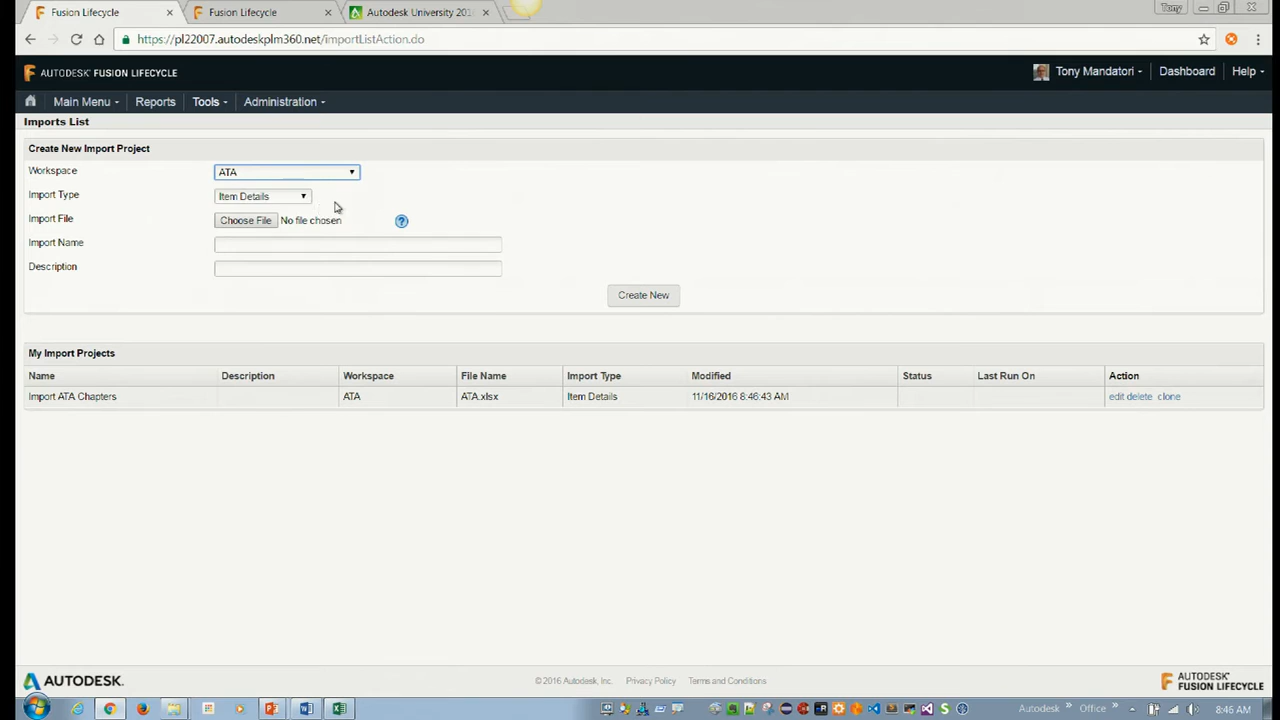 Fusion Lifecycle
Fusion Lifecycle
Autodesk University 201
Tony
https://pl22007.autodeskplm360.net/importListAction.do
AUTODESK® FUSION LIFECYCLE
Tony Mandatori
Dashboard
Help
Main Menu
Reports
Tools
Administration
Imports List
Create New Import Project
Workspace
ATA
Import Type
Item Details
Import File
Choose File No file chosen
?
Import Name
Description
Create New
My Import Projects
Name Description Workspace File Name Import Type Modified Status Last Run On Action
Import ATA Chapters ATA ATA.xlsx Item Details 11/16/2016 8:46:43 AM edit delete clone
AUTODESK.
© 2016 Autodesk, Inc. Privacy Policy Terms and Conditions
AUTODESK® FUSION LIFECYCLE
Autodesk » Office » 8:46 AM